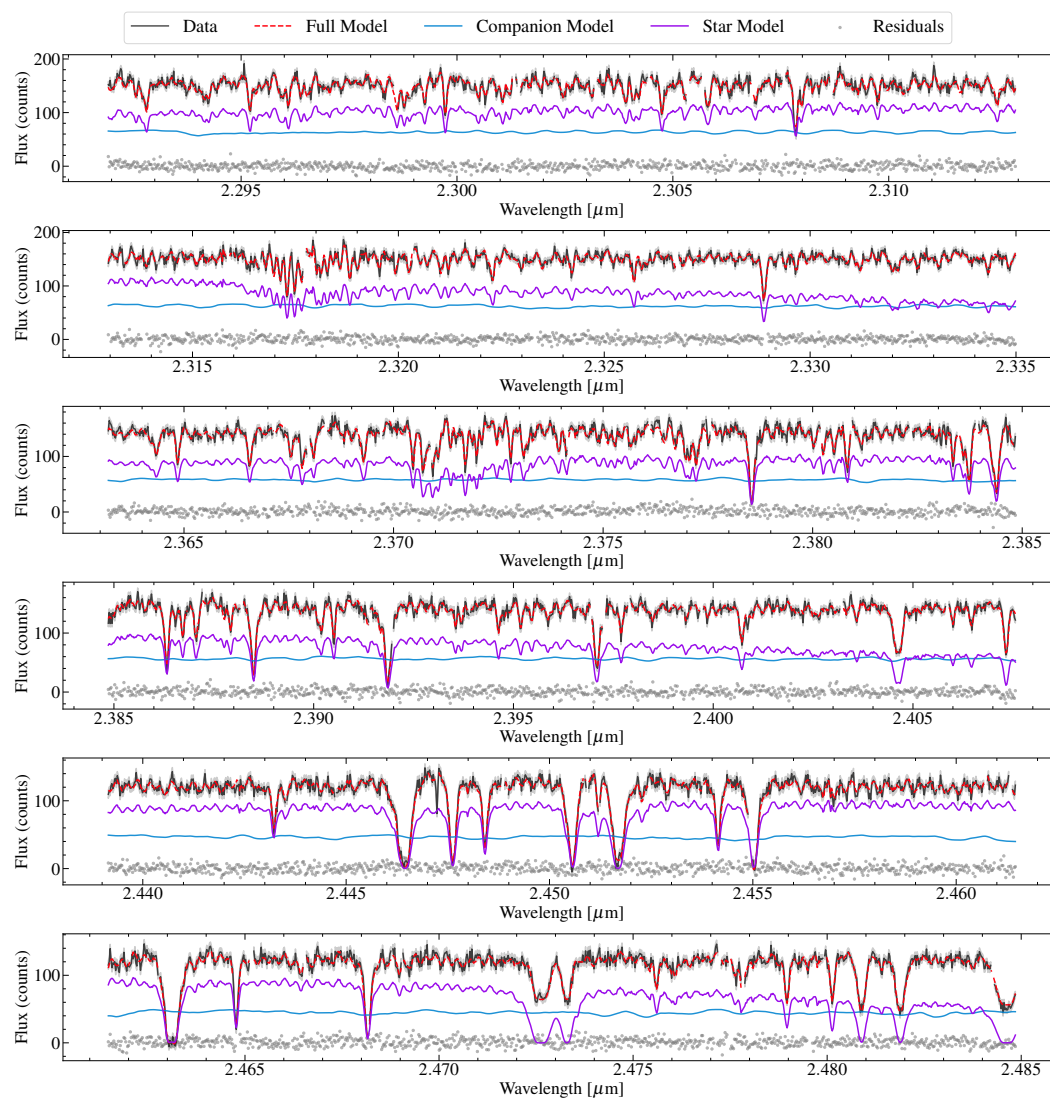 Data Full Model Companion Model Star Model Residuals
Flux (counts)
200
100
0
2.295 2.300 2.305 2.310
Wavelength [μm]
Flux (counts)
200
100
0
2.315 2.320 2.325 2.330 2.335
Wavelength [μm]
Flux (counts)
100
0
2.365 2.370 2.375 2.380 2.385
Wavelength [μm]
Flux (counts)
100
0
2.385 2.390 2.395 2.400 2.405
Wavelength [μm]
Flux (counts)
100
0
2.440 2.445 2.450 2.455 2.460
Wavelength [μm]
Flux (counts)
100
0
2.465 2.470 2.475 2.480 2.485
Wavelength [μm]